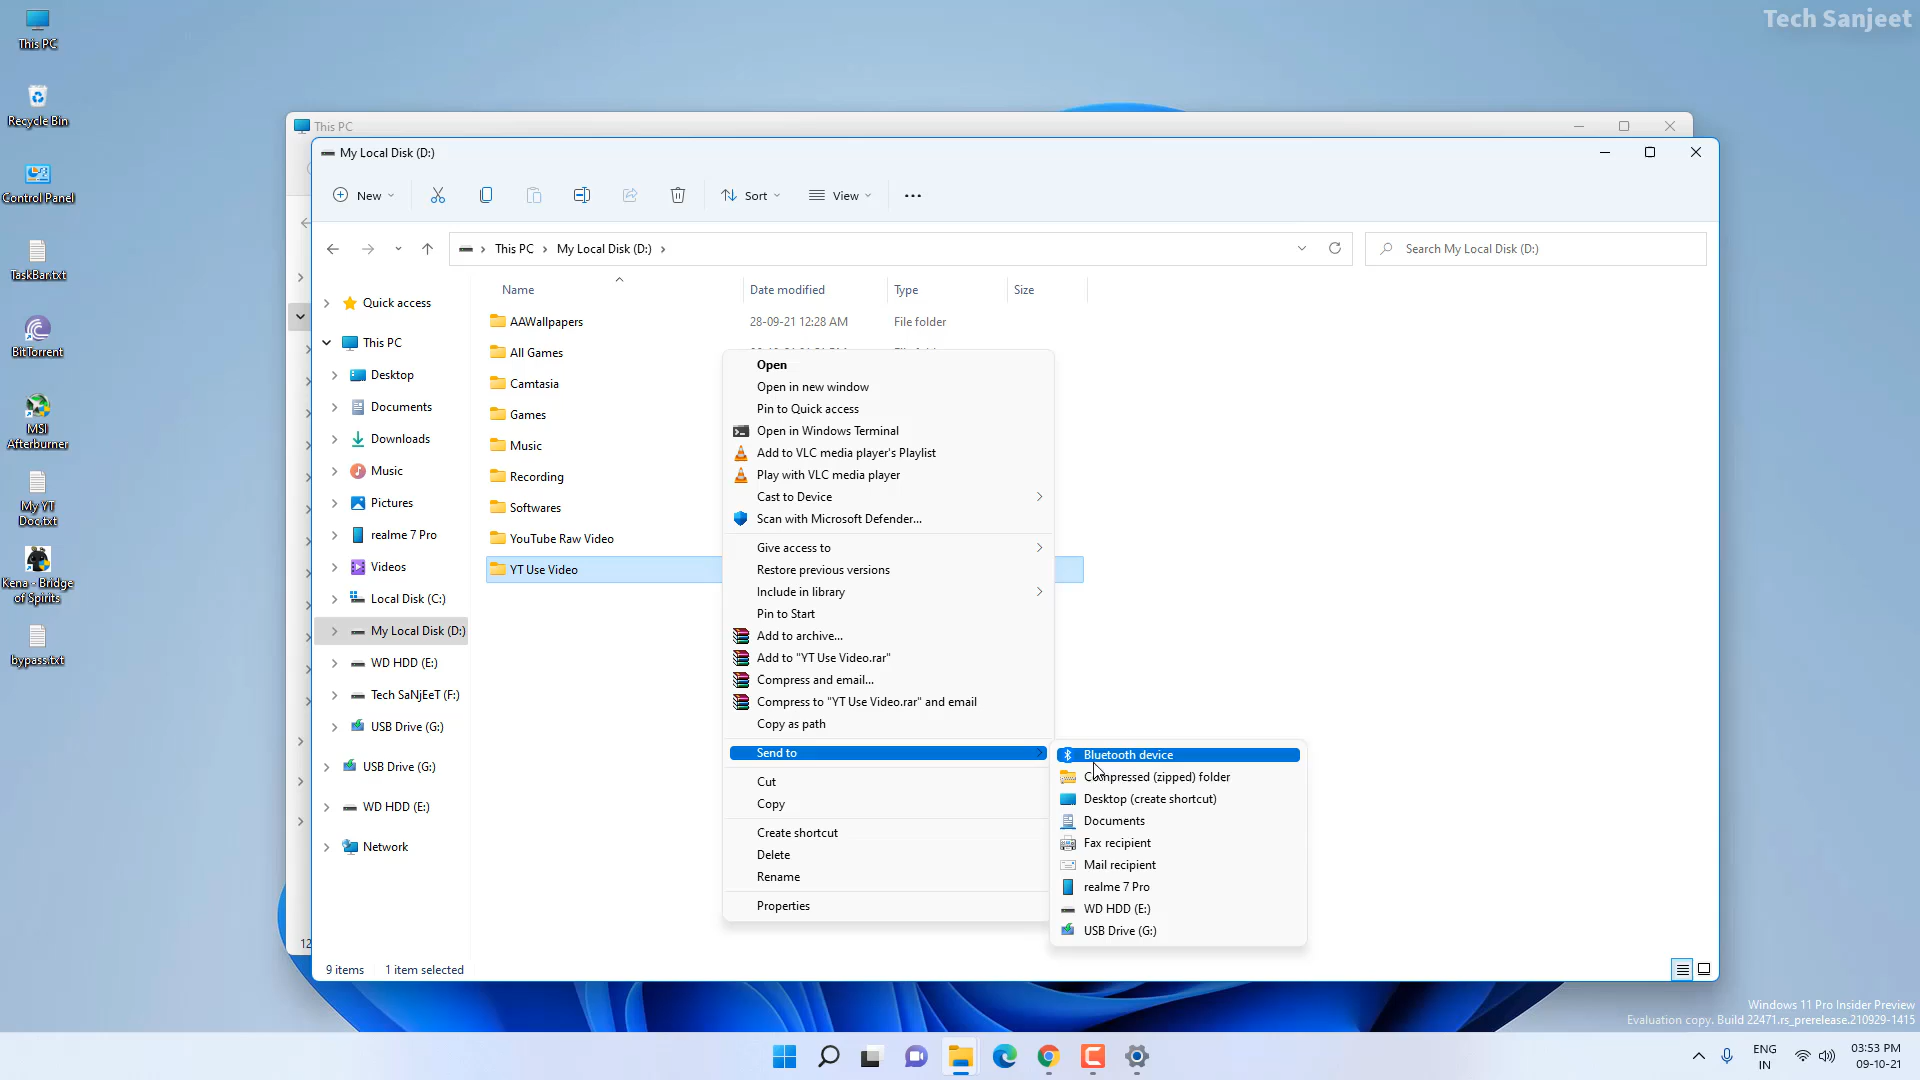 Tech Sanjeet
This PC
Recycle Bin
Control Panel
TaskBar.txt
BitTorrent
MSI
Afterburner
My YT
Doc.txt
Kena - Bridge
of Spirits
bypass.txt
This PC
My Local Disk (D:)
New
Sort
View
This PC
My Local Disk (D:)
Search My Local Disk (D:)
Quick access
This PC
Desktop
Documents
Downloads
Music
Pictures
realme 7 Pro
Videos
Local Disk (C:)
My Local Disk (D:)
WD HDD (E:)
Tech SaNjEeT (F:)
USB Drive (G:)
USB Drive (G:)
WD HDD (E:)
Network
Name
Date modified
Type
Size
AAWallpapers
28-09-21 12:28 AM
File folder
All Games
Camtasia
Games
Music
Recording
Softwares
YouTube Raw Video
YT Use Video
Open
Open in new window
Pin to Quick access
Open in Windows Terminal
Add to VLC media player's Playlist
Play with VLC media player
Cast to Device
Scan with Microsoft Defender...
Give access to
Restore previous versions
Include in library
Pin to Start
Add to archive...
Add to "YT Use Video.rar"
Compress and email...
Compress to "YT Use Video.rar" and email
Copy as path
Send to
Cut
Copy
Create shortcut
Delete
Rename
Properties
Bluetooth device
Compressed (zipped) folder
Desktop (create shortcut)
Documents
Fax recipient
Mail recipient
realme 7 Pro
WD HDD (E:)
USB Drive (G:)
12
9 items
1 item selected
Windows 11 Pro Insider Preview
Evaluation copy. Build 22471.rs_prerelease.210929-1415
ENG
IN
03:53 PM
09-10-21